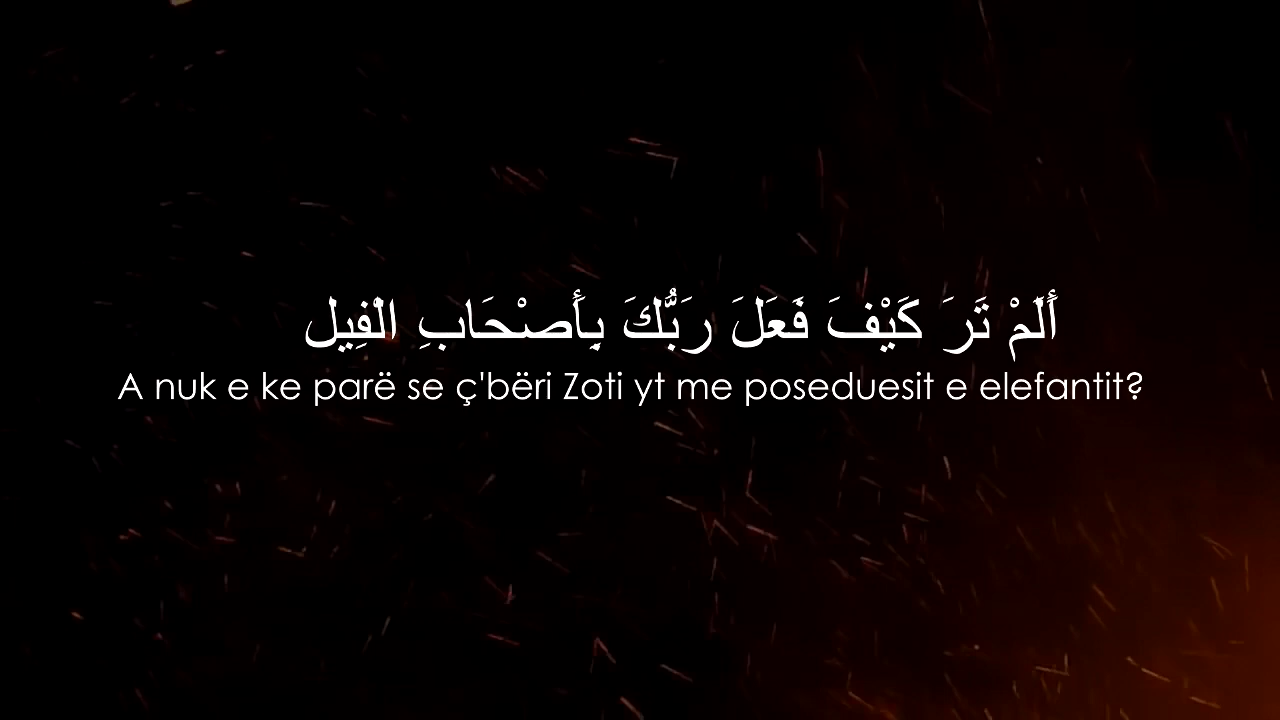 أَلَمْ تَرَ كَيْفَ فَعَلَ رَبُّكَ بِأَصْحَابِ الْفِيل
A nuk e ke parë se ç'bëri Zoti yt me poseduesit e elefantit?